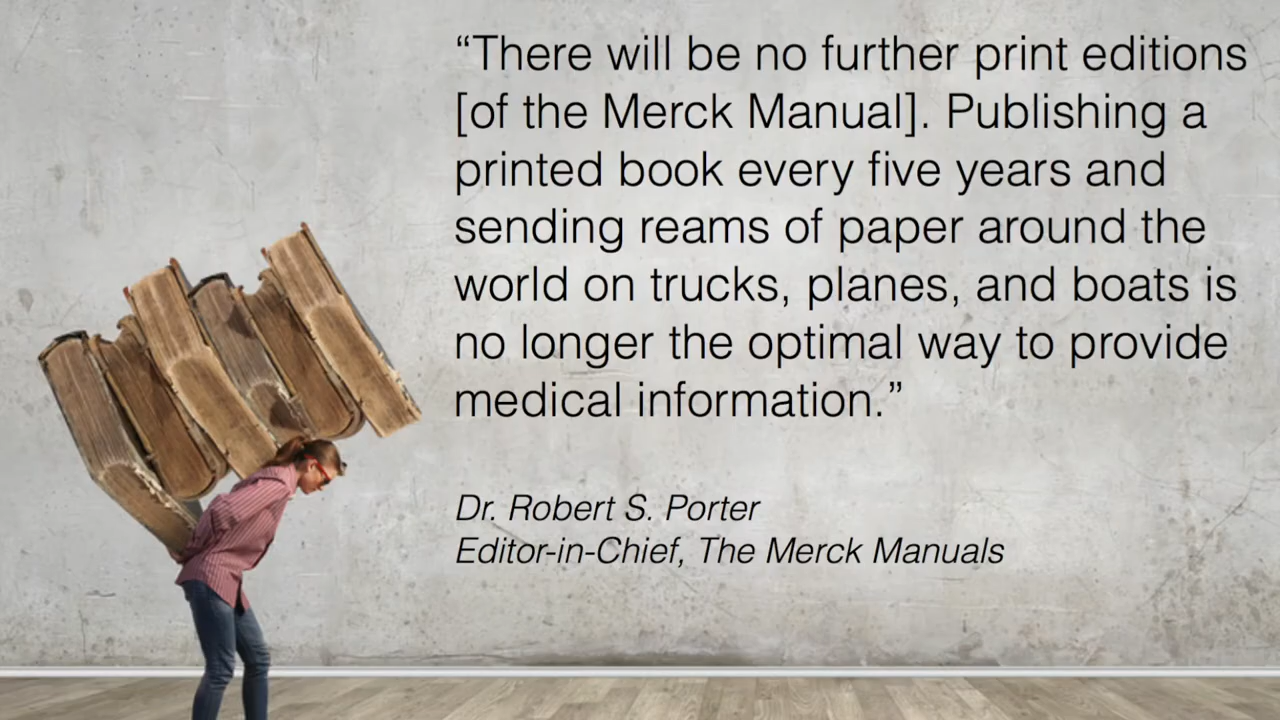 “There will be no further print editions
[of the Merck Manual]. Publishing a
printed book every five years and
sending reams of paper around the
world on trucks, planes, and boats is
no longer the optimal way to provide
medical information.”
Dr. Robert S. Porter
Editor-in-Chief, The Merck Manuals